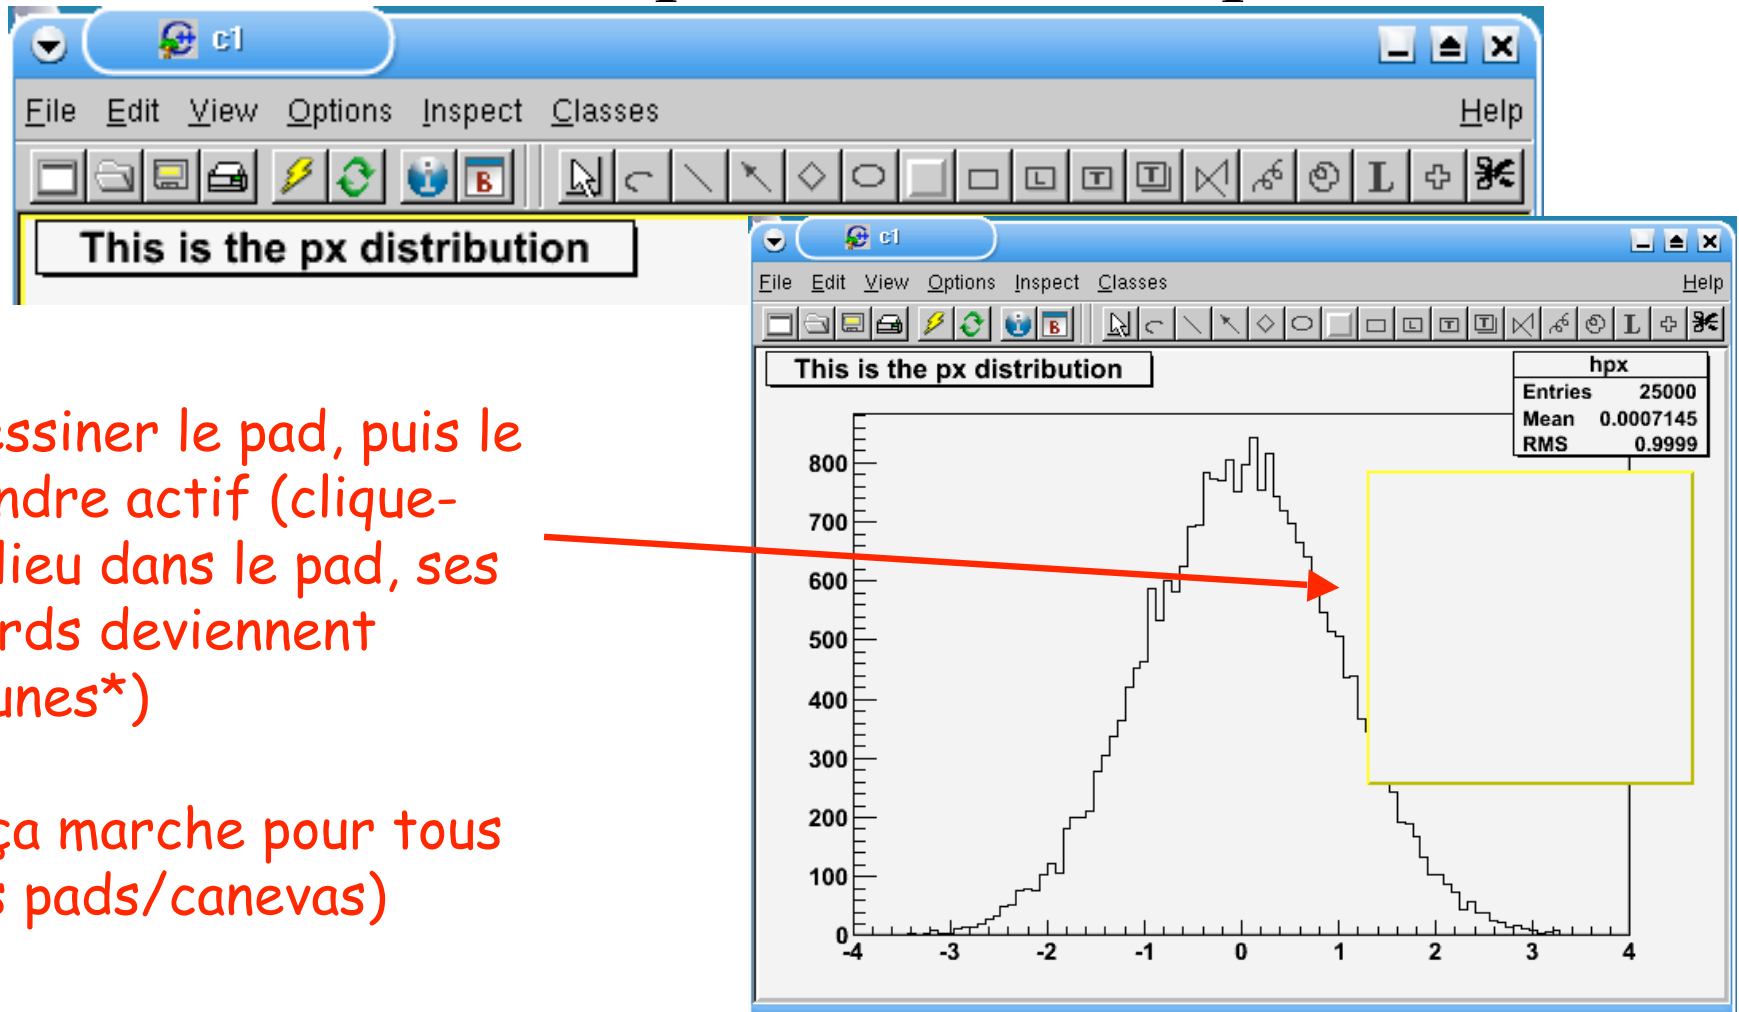 c1
File Edit View Options Inspect Classes Help
B L T T L
This is the px distribution
c1
File Edit View Options Inspect Classes Help
B L T T L
This is the px distribution
hpx
Entries 25000
Mean 0.0007145
RMS 0.9999
essiner le pad, puis le
ndre actif (clique-
lieu dans le pad, ses
rds deviennent
unes*)
ça marche pour tous
s pads/canevas)
800
700
600
500
400
300
200
100
0
-4 -3 -2 -1 0 1 2 3 4